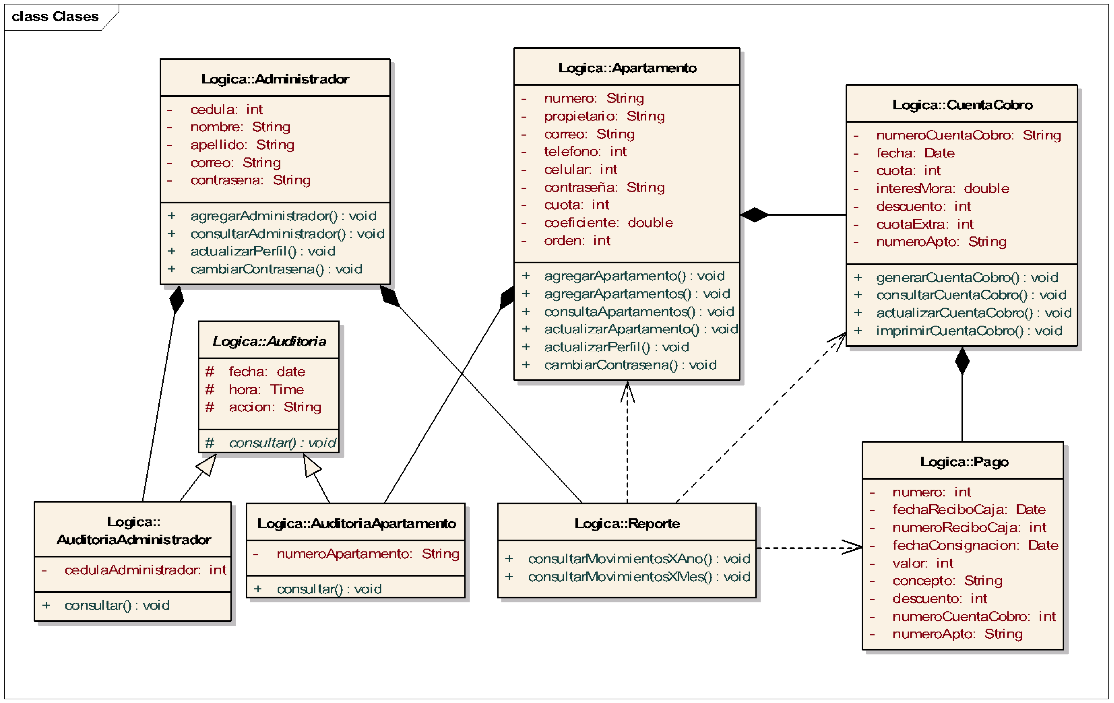 class Clases
Logica::Administrador
- cedula: int
- nombre: String
- apellido: String
- correo: String
- contrasena: String
+ agregarAdministrador() : void
+ consultarAdministrador() : void
+ actualizarPerfil() : void
+ cambiarContrasena() : void
Logica::Apartamento
- numero: String
- propietario: String
- correo: String
- telefono: int
- celular: int
- contraseña: String
- cuota: int
- coeficiente: double
- orden: int
+ agregarApartamento() : void
+ agregarApartamentos() : void
+ consultaApartamentos() : void
+ actualizarApartamento() : void
+ actualizarPerfil() : void
+ cambiarContrasena() : void
Logica::CuentaCobro
- numeroCuentaCobro: String
- fecha: Date
- cuota: int
- interesMora: double
- descuento: int
- cuotaExtra: int
- numeroApto: String
+ generarCuentaCobro() : void
+ consultarCuentaCobro() : void
+ actualizarCuentaCobro() : void
+ imprimirCuentaCobro() : void
Logica::Auditoria
# fecha: date
# hora: Time
# accion: String
# consultar() : void
Logica::
AuditoriaAdministrador
- cedulaAdministrador: int
+ consultar() : void
Logica::AuditoriaApartamento
- numeroApartamento: String
+ consultar() : void
Logica::Reporte
+ consultarMovimientosXAno() : void
+ consultarMovimientosXMes() : void
Logica::Pago
- numero: int
- fechaReciboCaja: Date
- numeroReciboCaja: int
- fechaConsignacion: Date
- valor: int
- concepto: String
- descuento: int
- numeroCuentaCobro: int
- numeroApto: String